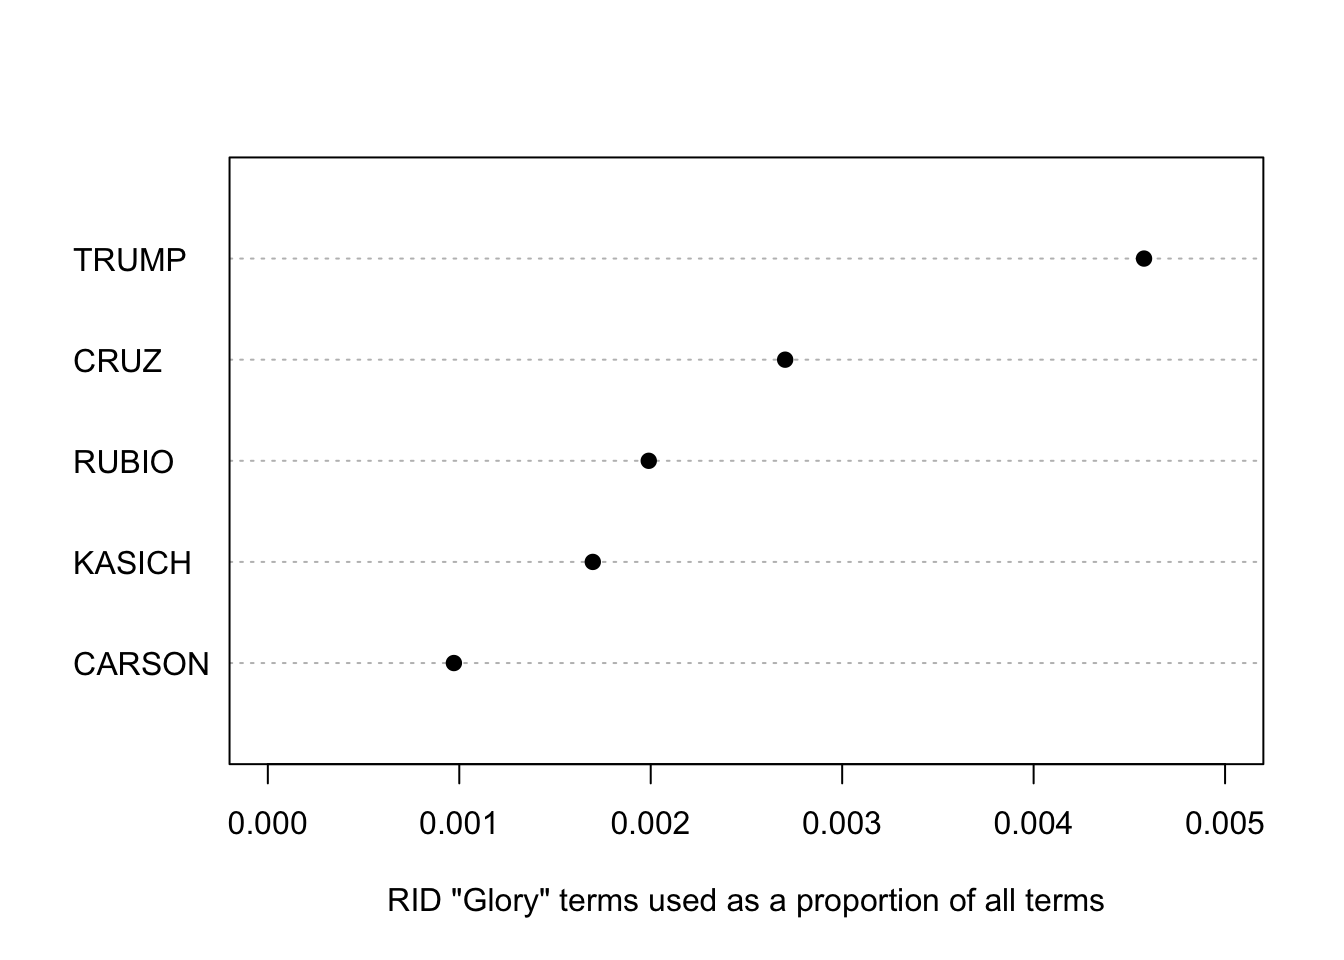 TRUMP
CRUZ
RUBIO
KASICH
CARSON
0.000 0.001 0.002 0.003 0.004 0.005
RID "Glory" terms used as a proportion of all terms